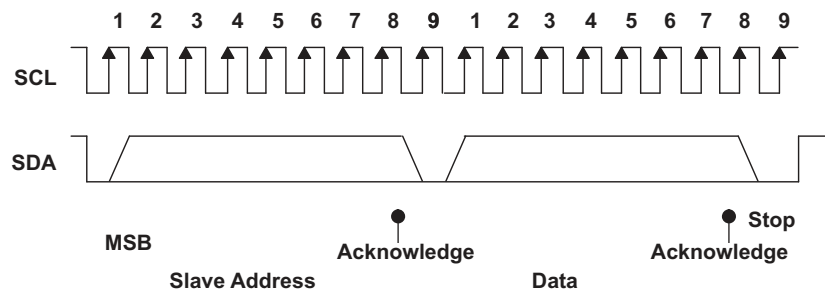 1 2 3 4 5 6 7 8 9 1 2 3 4 5 6 7 8 9
SCL
SDA
Stop
MSB
Acknowledge Acknowledge
Slave Address Data